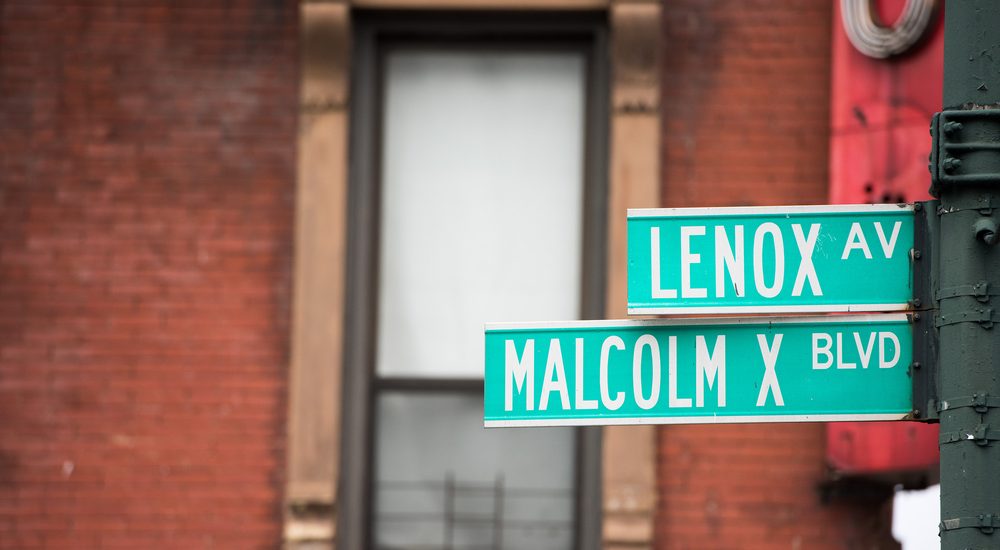 LENOX AV
MALCOLM X BLVD